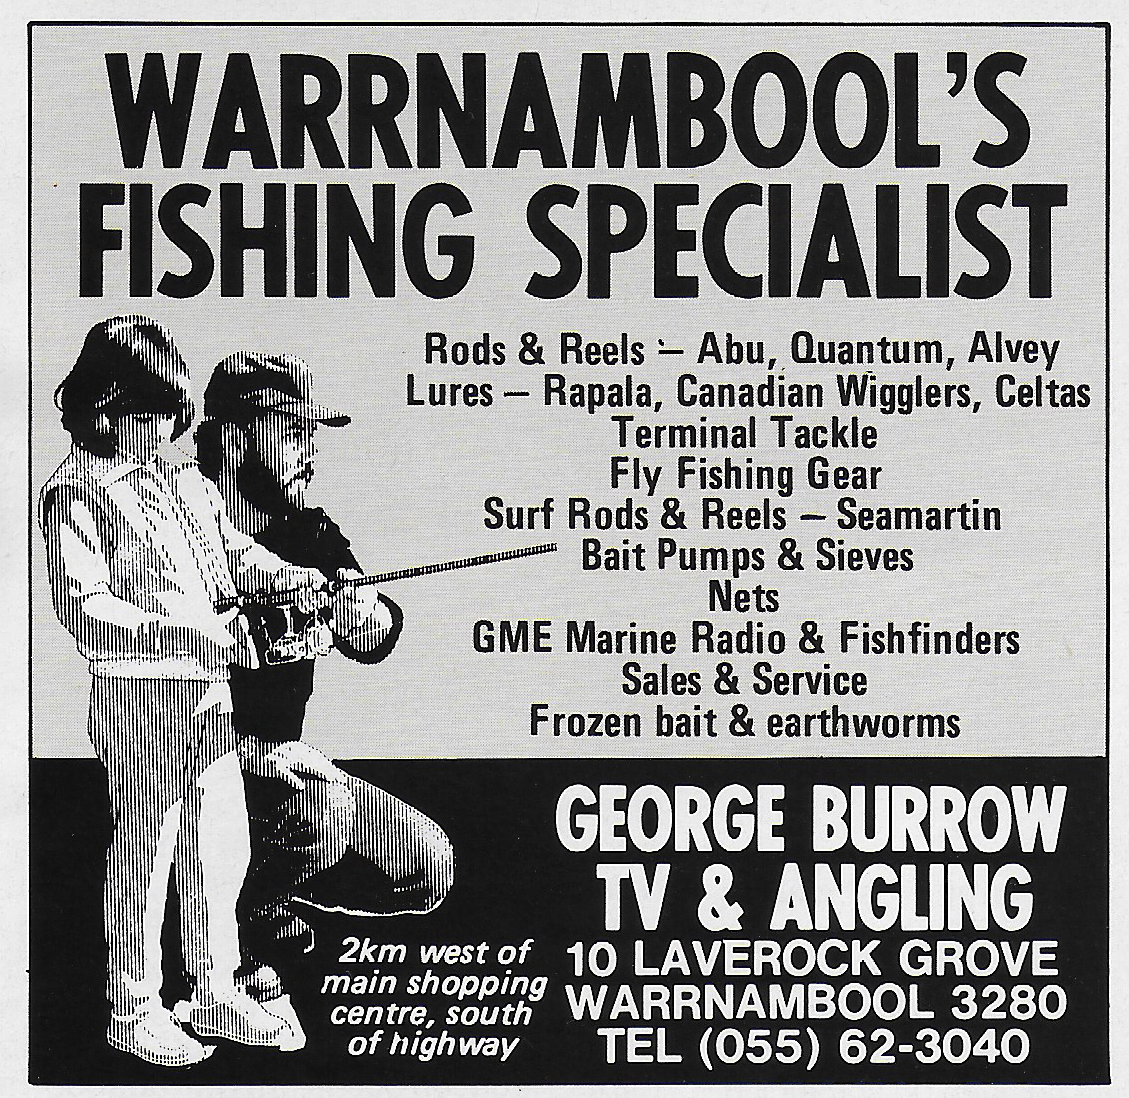 WARRNAMBOOL'S
FISHING SPECIALIST
Rods & Reels – Abu, Quantum, Alvey
Lures – Rapala, Canadian Wigglers, Celtas
Terminal Tackle
Fly Fishing Gear
Surf Rods & Reels – Seamartin
Bait Pumps & Sieves
Nets
GME Marine Radio & Fishfinders
Sales & Service
Frozen bait & earthworms
GEORGE BURROW
TV & ANGLING
10 LAVEROCK GROVE
WARRNAMBOOL 3280
TEL (055) 62-3040
2km west of
main shopping
centre, south
of highway